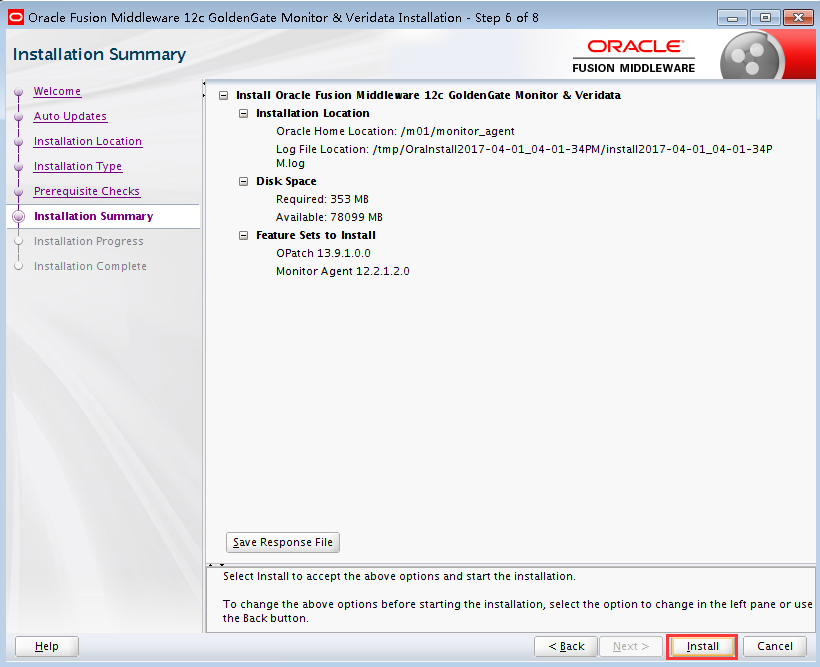 Oracle Fusion Middleware 12c GoldenGate Monitor & Veridata Installation - Step 6 of 8
Installation Summary
ORACLE
FUSION MIDDLEWARE
Welcome
Auto Updates
Installation Location
Installation Type
Prerequisite Checks
Installation Summary
Installation Progress
Installation Complete
Install Oracle Fusion Middleware 12c GoldenGate Monitor & Veridata
Installation Location
Oracle Home Location: /m01/monitor_agent
Log File Location: /tmp/OraInstall2017-04-01_04-01-34PM/install2017-04-01_04-01-34P
M.log
Disk Space
Required: 353 MB
Available: 78099 MB
Feature Sets to Install
OPatch 13.9.1.0.0
Monitor Agent 12.2.1.2.0
Save Response File
Select Install to accept the above options and start the installation.
To change the above options before starting the installation, select the option to change in the left pane or use
the Back button.
Help
< Back
Next >
Install
Cancel